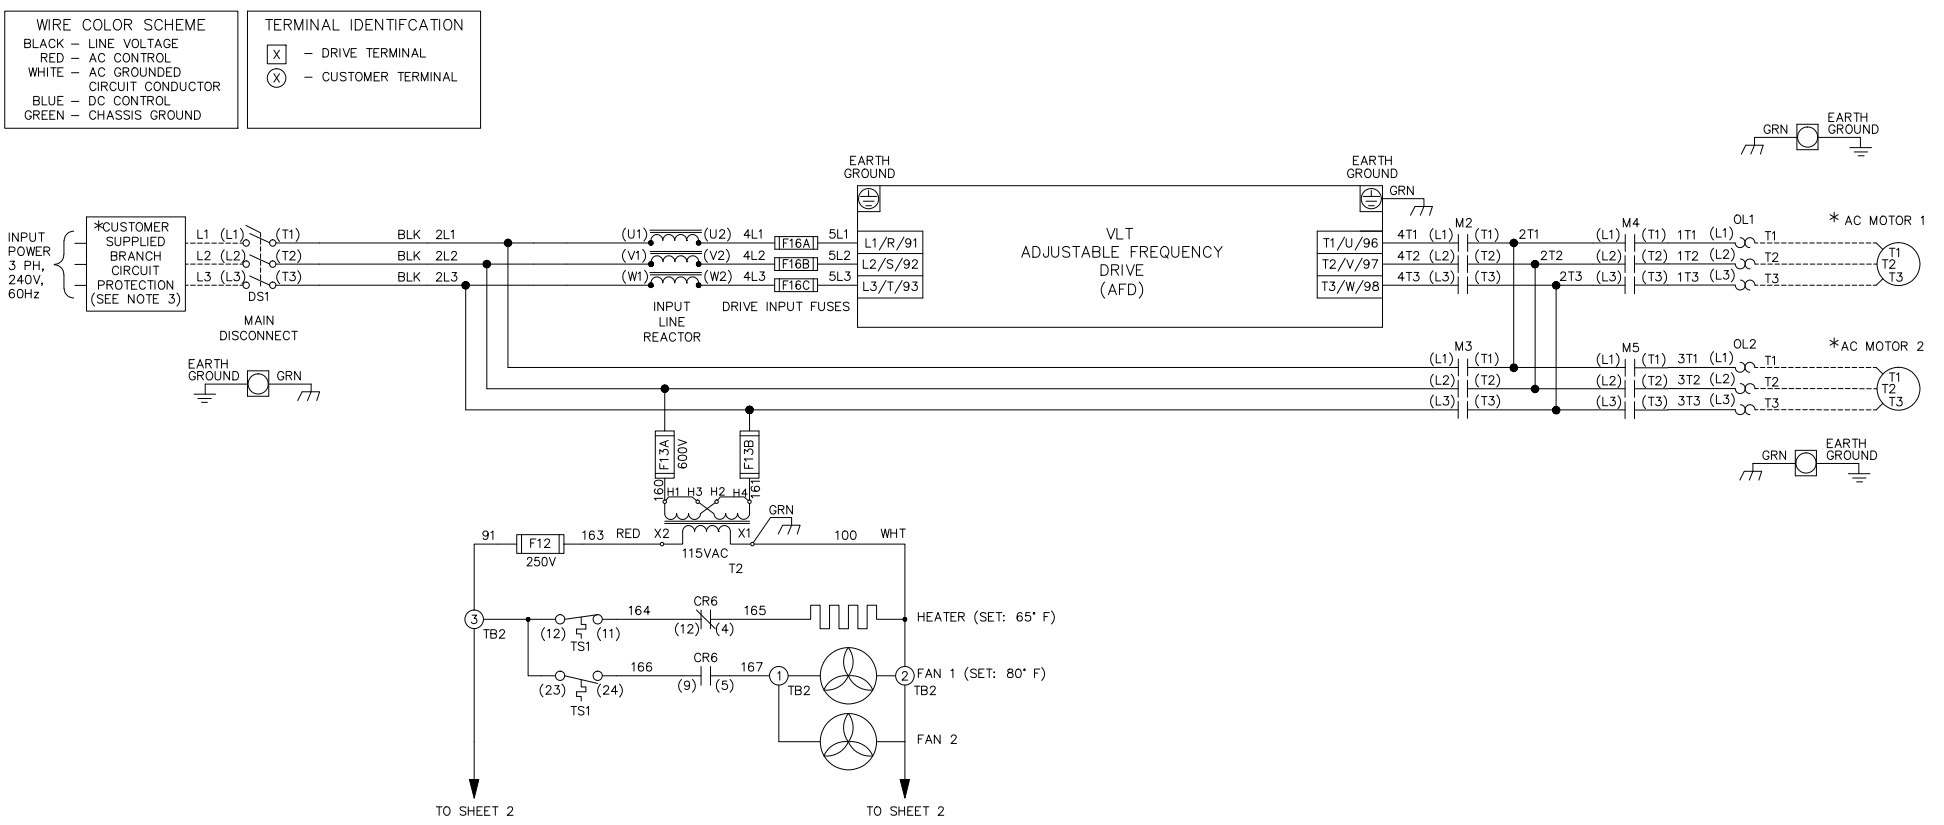 WIRE COLOR SCHEME
BLACK – LINE VOLTAGE
RED – AC CONTROL
WHITE – AC GROUNDED
CIRCUIT CONDUCTOR
BLUE – DC CONTROL
GREEN – CHASSIS GROUND
TERMINAL IDENTIFCATION
X – DRIVE TERMINAL
X – CUSTOMER TERMINAL
GRN
EARTH
GROUND
EARTH
GROUND
EARTH
GROUND
GRN
INPUT
POWER
3 PH,
240V,
60Hz
*CUSTOMER
SUPPLIED
BRANCH
CIRCUIT
PROTECTION
(SEE NOTE 3)
L1 (L1) (T1) BLK 2L1 (U1) (U2) 4L1 F16A 5L1 L1/R/91
L2 (L2) (T2) BLK 2L2 (V1) (V2) 4L2 F16B 5L2 L2/S/92
L3 (L3) (T3) BLK 2L3 (W1) (W2) 4L3 F16C 5L3 L3/T/93
DS1
MAIN
DISCONNECT
INPUT
LINE
REACTOR
DRIVE INPUT FUSES
VLT
ADJUSTABLE FREQUENCY
DRIVE
(AFD)
M2 M4 OL1 * AC MOTOR 1
T1/U/96 4T1 (L1) (T1) 2T1 (L1) (T1) 1T1 (L1) T1 T1
T2/V/97 4T2 (L2) (T2) 2T2 (L2) (T2) 1T2 (L2) T2 T2
T3/W/98 4T3 (L3) (T3) 2T3 (L3) (T3) 1T3 (L3) T3 T3
M3 M5 OL2 *AC MOTOR 2
(L1) (T1) (L1) (T1) 3T1 (L1) T1 T1
(L2) (T2) (L2) (T2) 3T2 (L2) T2 T2
(L3) (T3) (L3) (T3) 3T3 (L3) T3 T3
EARTH
GROUND GRN
GRN
EARTH
GROUND
F13A
600V
F13B
160
H1 H3 H2 H4
161
GRN
91 F12 163 RED X2 X1 100 WHT
250V
115VAC
T2
3
TB2
(12) (11)
TS1
164
CR6
(12) (4)
165
HEATER (SET: 65° F)
(23) (24)
TS1
166
CR6
(9) (5)
167
1
TB2
2
TB2
FAN 1 (SET: 80° F)
FAN 2
TO SHEET 2
TO SHEET 2